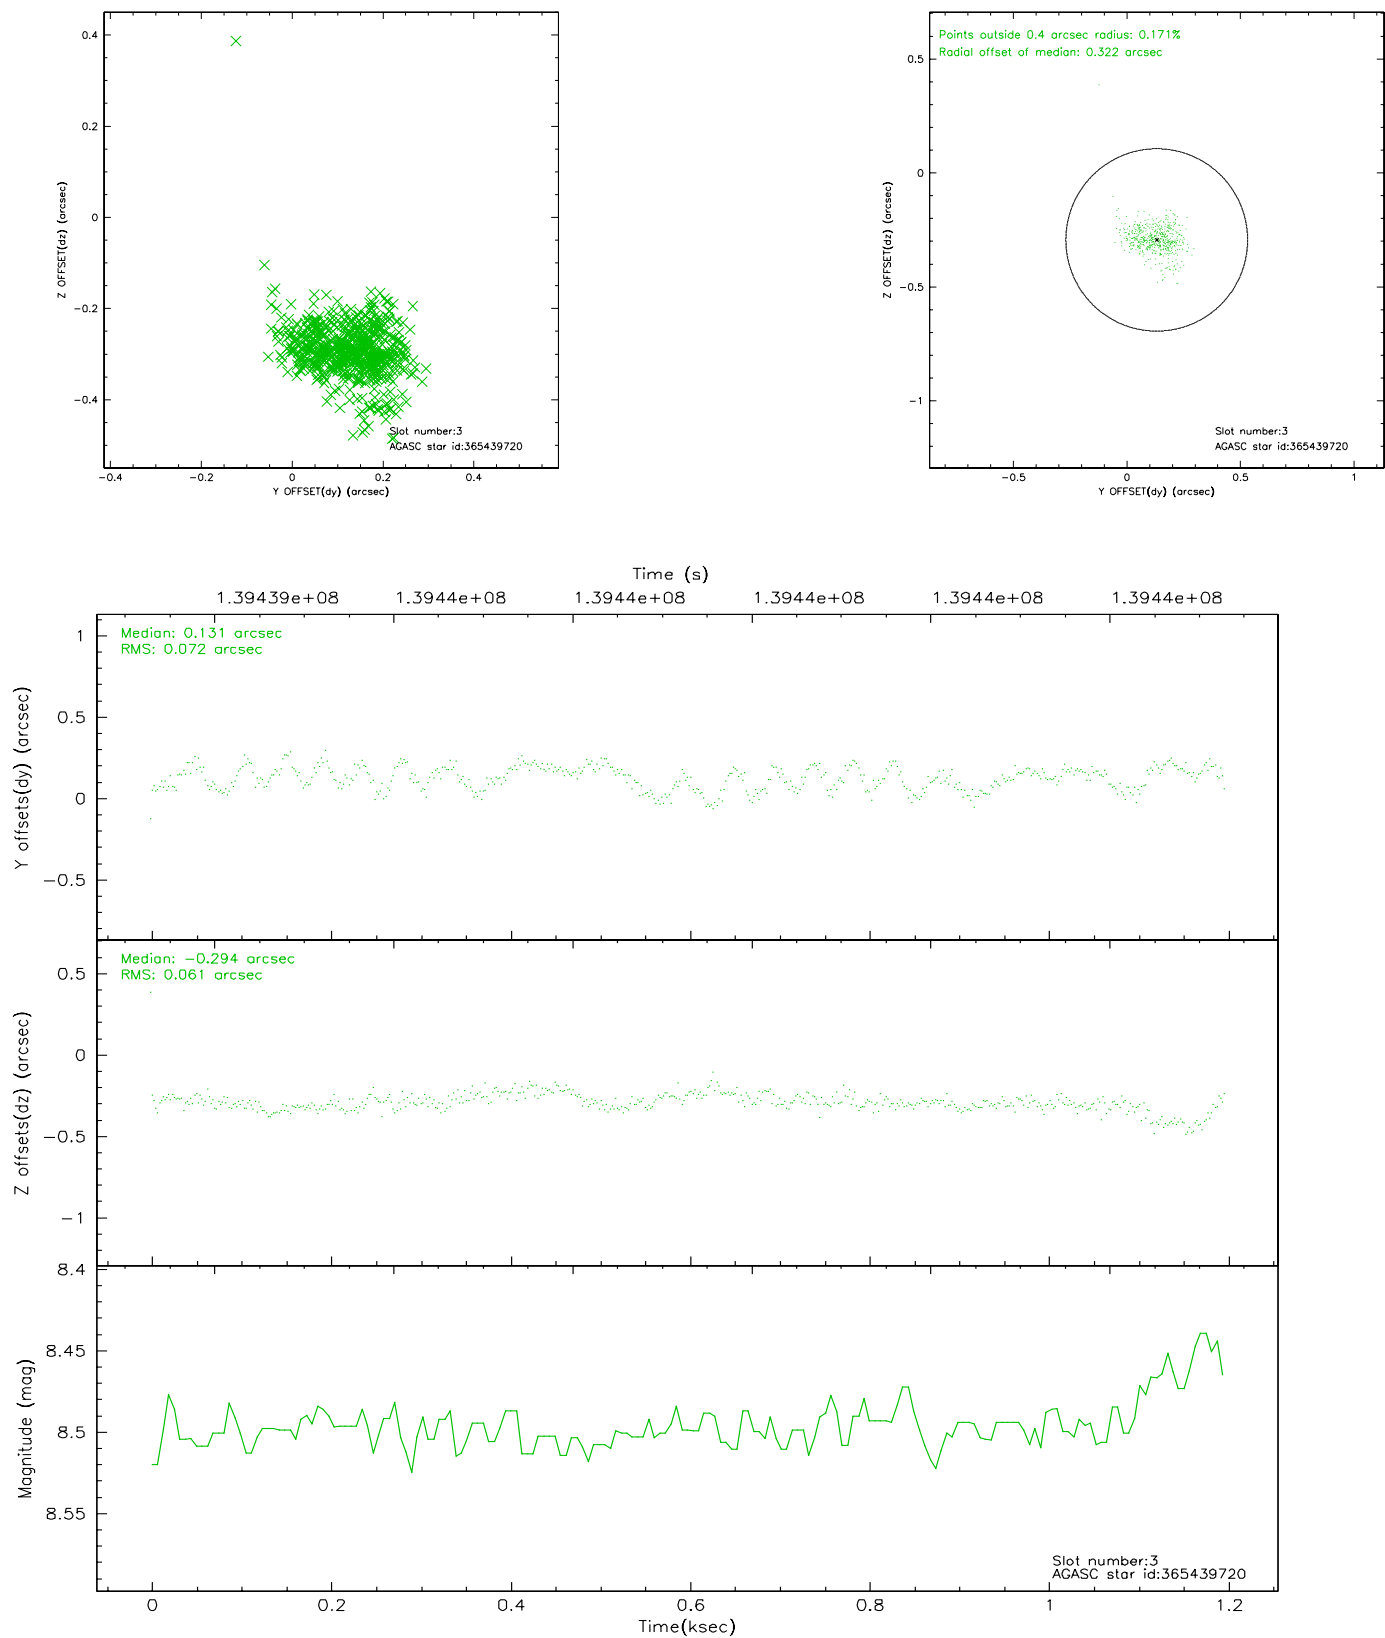 0.4
0.2
0
−0.2
−0.4
Z OFFSET(dz) (arcsec)
Slot number:3
AGASC star id:365439720
−0.4
−0.2
0
0.2
0.4
Y OFFSET(dy) (arcsec)
Points outside 0.4 arcsec radius: 0.171%
Radial offset of median: 0.322 arcsec
0.5
0
−0.5
−1
Z OFFSET(dz) (arcsec)
Slot number:3
AGASC star id:365439720
−0.5
0
0.5
1
Y OFFSET(dy) (arcsec)
Time (s)
1.39439e+08
1.3944e+08
1.3944e+08
1.3944e+08
1.3944e+08
1.3944e+08
Median: 0.131 arcsec
RMS: 0.072 arcsec
1
0.5
0
−0.5
Y offsets(dy) (arcsec)
Median: −0.294 arcsec
RMS: 0.061 arcsec
0.5
0
−0.5
−1
Z offsets(dz) (arcsec)
8.4
8.45
8.5
8.55
Magnitude (mag)
Slot number:3
AGASC star id:365439720
0
0.2
0.4
0.6
0.8
1
1.2
Time(ksec)